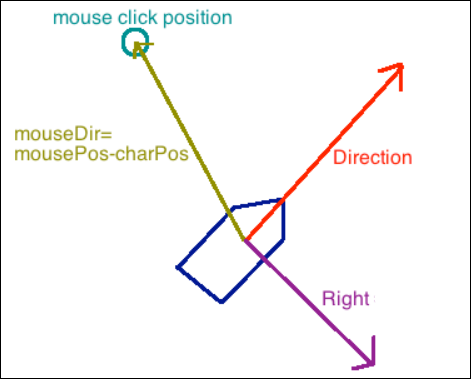 mouse click position
mouseDir=
mousePos-charPos
Direction
Right